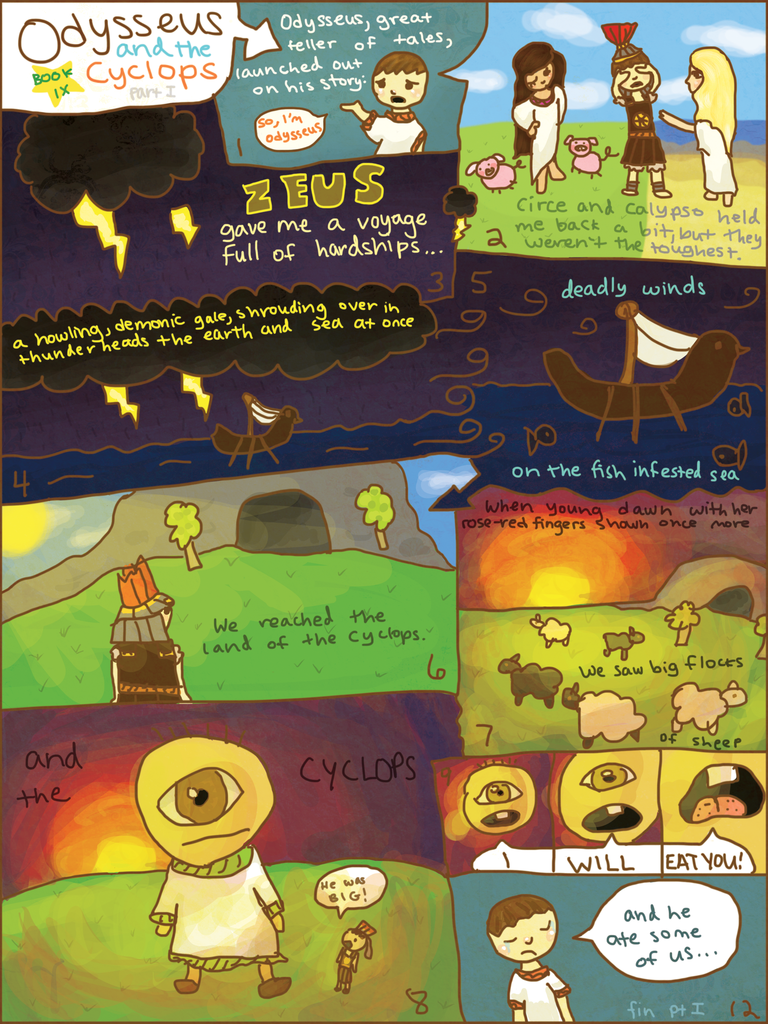 Odysseus
and the
Cyclops
BOOK
IX
part I
Odysseus, great
teller of tales,
launched out
on his story:
So, I'm
odysseus
1
Circe and Calypso held
me back a bit, but they
weren't the toughest.
2
ZEUS
gave me a voyage
full of hardships...
3
a howling, demonic gale, shrouding over in
thunderheads the earth and sea at once
4
5
deadly winds
on the fish infested sea
We reached the
land of the cyclops.
6
When young dawn with her
rose-red fingers shown once more
We saw big flocks
of sheep
7
and
the
CYCLOPS
He was
BIG!
8
9
I
WILL
EAT YOU!
and he
ate some
of us...
fin pt I
12